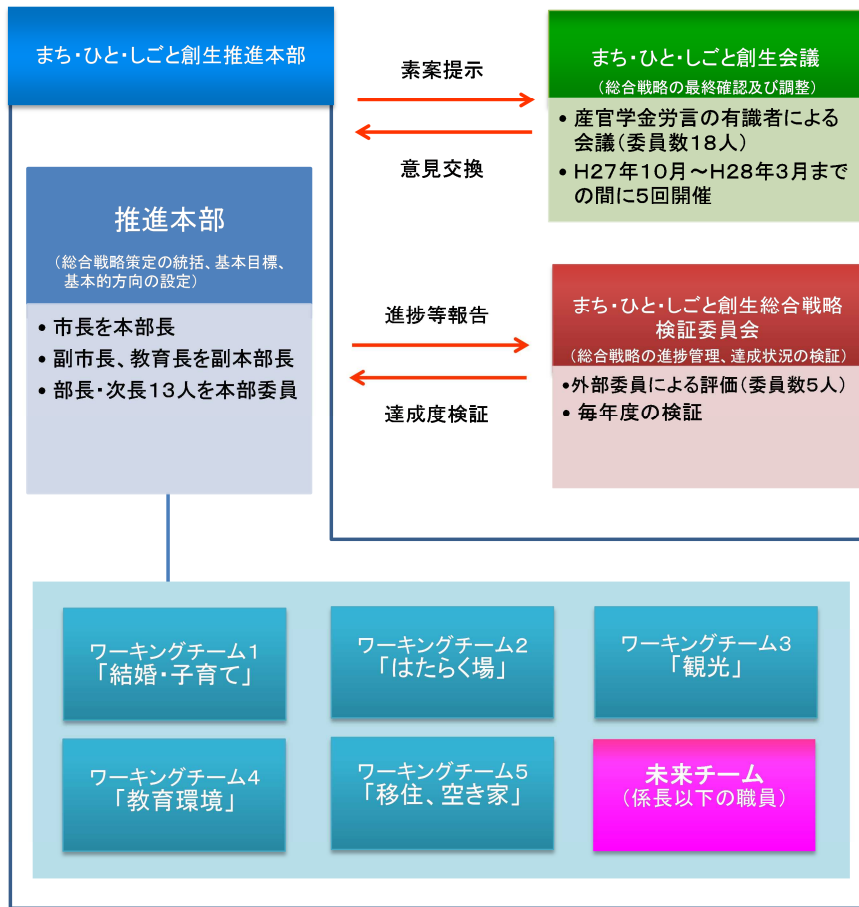 まち・ひと・しごと創生推進本部
素案提示
意見交換
まち・ひと・しごと創生会議
(総合戦略の最終確認及び調整)
• 産官学金労言の有識者による
会議(委員数18人)
• H27年10月～H28年3月まで
の間に5回開催
推進本部
(総合戦略策定の統括、基本目標、
基本的方向の設定)
• 市長を本部長
• 副市長、教育長を副本部長
• 部長・次長13人を本部委員
進捗等報告
達成度検証
まち・ひと・しごと創生総合戦略
検証委員会
(総合戦略の進捗管理、達成状況の検証)
•外部委員による評価(委員数5人)
• 毎年度の検証
ワーキングチーム1
「結婚・子育て」
ワーキングチーム2
「はたらく場」
ワーキングチーム3
「観光」
ワーキングチーム4
「教育環境」
ワーキングチーム5
「移住、空き家」
未来チーム
(係長以下の職員)